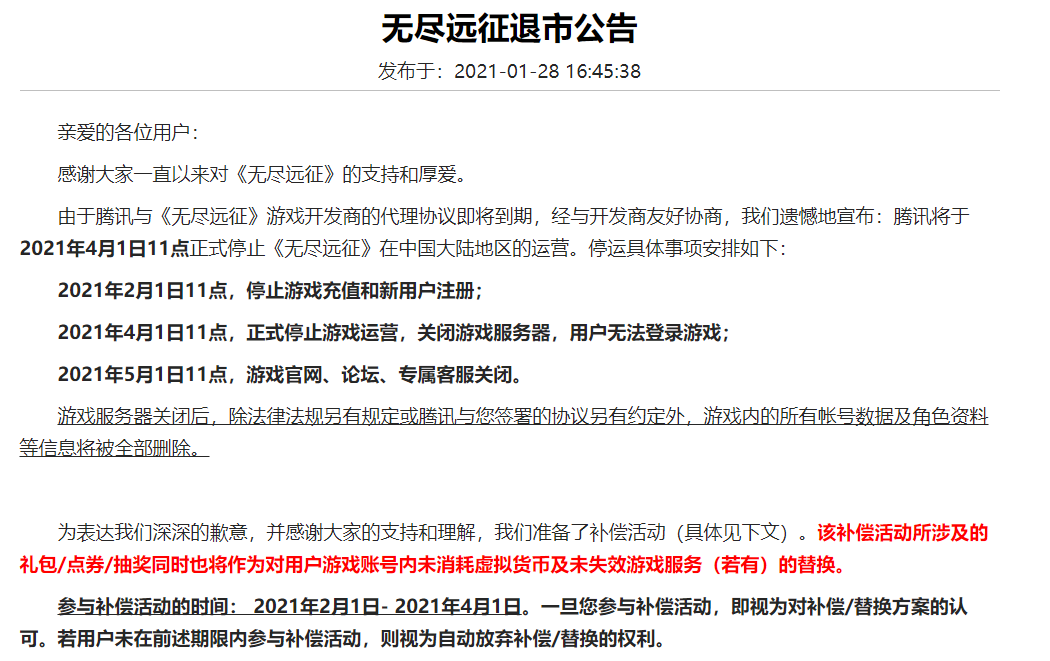 无尽远征退市公告
发布于：2021-01-28 16:45:38
亲爱的各位用户：
感谢大家一直以来对《无尽远征》的支持和厚爱。
由于腾讯与《无尽远征》游戏开发商的代理协议即将到期，经与开发商友好协商，我们遗憾地宣布：腾讯将于
2021年4月1日11点正式停止《无尽远征》在中国大陆地区的运营。停运具体事项安排如下：
2021年2月1日11点，停止游戏充值和新用户注册；
2021年4月1日11点，正式停止游戏运营，关闭游戏服务器，用户无法登录游戏；
2021年5月1日11点，游戏官网、论坛、专属客服关闭。
游戏服务器关闭后，除法律法规另有规定或腾讯与您签署的协议另有约定外，游戏内的所有帐号数据及角色资料
等信息将被全部删除。
为表达我们深深的歉意，并感谢大家的支持和理解，我们准备了补偿活动（具体见下文）。该补偿活动所涉及的
礼包/点券/抽奖同时也将作为对用户游戏账号内未消耗虚拟货币及未失效游戏服务（若有）的替换。
参与补偿活动的时间： 2021年2月1日- 2021年4月1日。一旦您参与补偿活动，即视为对补偿/替换方案的认
可。若用户未在前述期限内参与补偿活动，则视为自动放弃补偿/替换的权利。